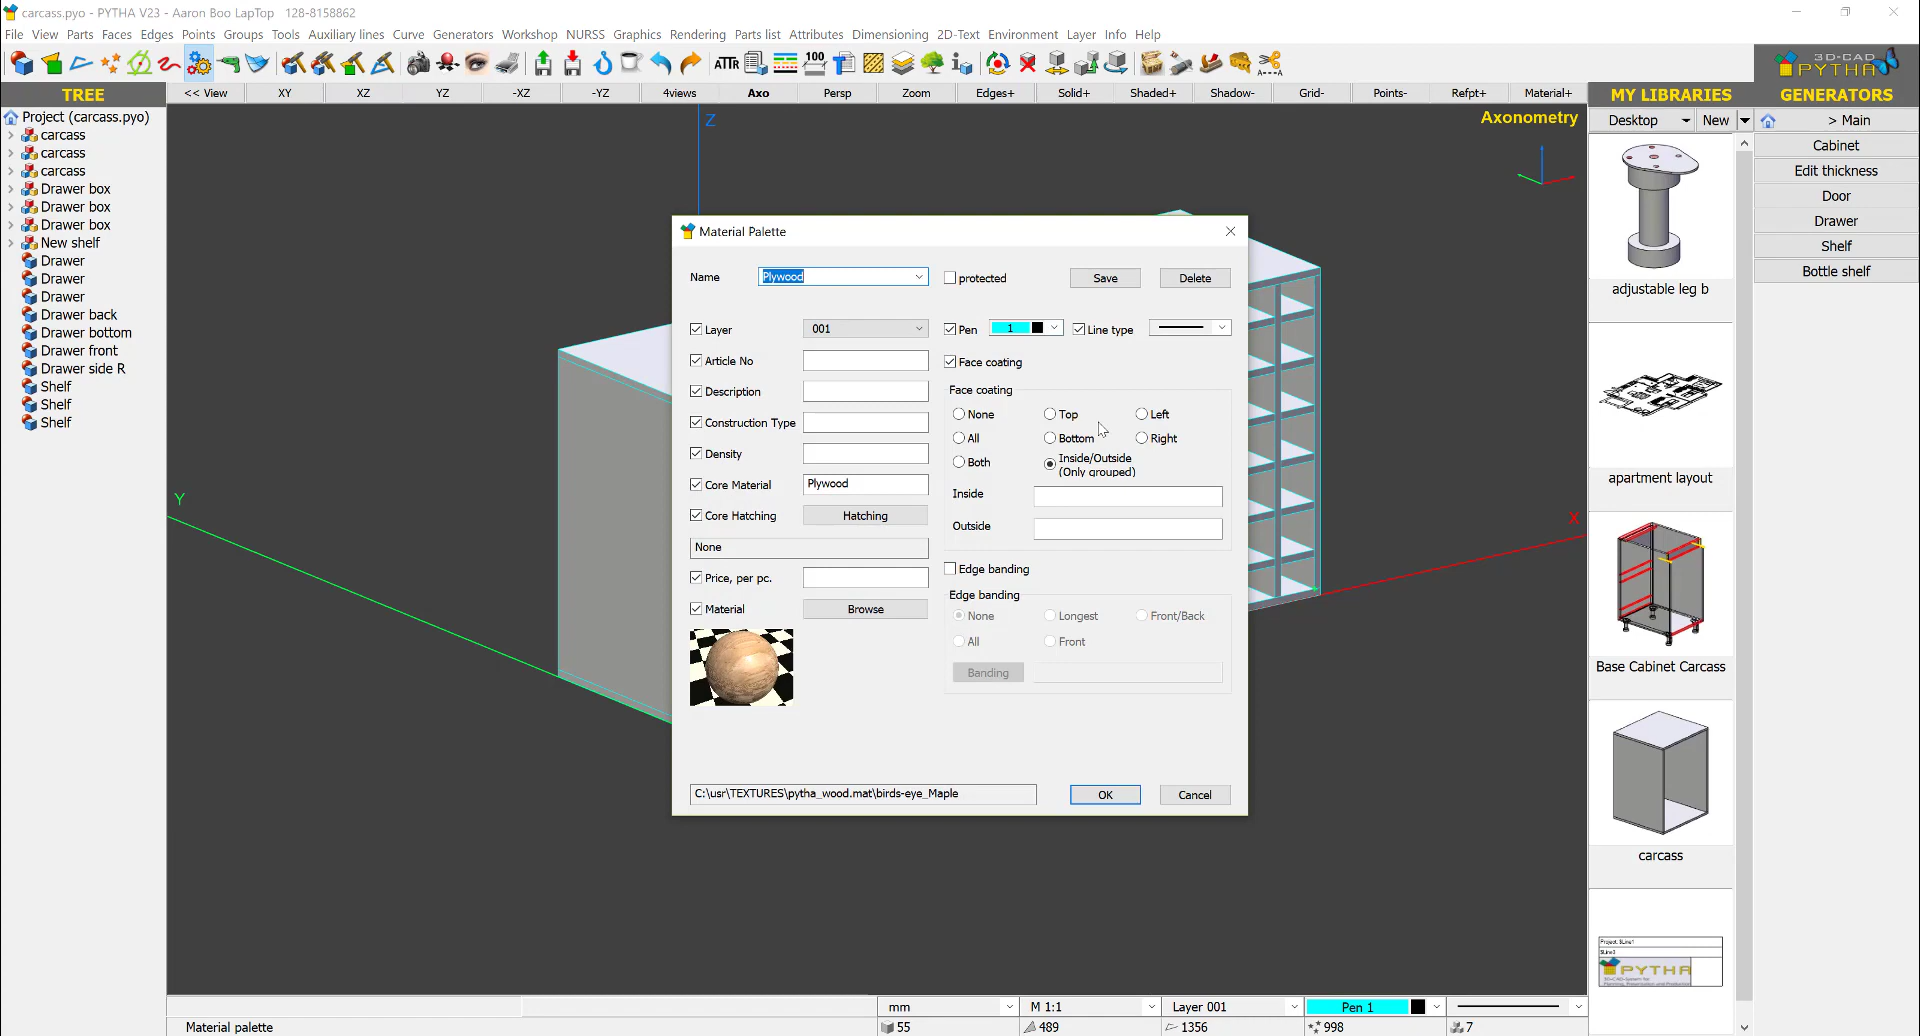 carcass.pyo - PYTHA V23 - Aaron Boo LapTop 128-8158862
File View Parts Faces Edges Points Groups Tools Auxiliary lines Curve Generators Workshop NURSS Graphics Rendering Parts list Attributes Dimensioning 2D-Text Environment Layer Info Help
ATTR 100 3D-CAD PYTHA
TREE << View XY XZ YZ -XZ -YZ 4views Axo Persp Zoom Edges+ Solid+ Shaded+ Shadow- Grid- Points- Refpt+ Material+ MY LIBRARIES GENERATORS
Project (carcass.pyo)
carcass
carcass
carcass
Drawer box
Drawer box
Drawer box
New shelf
Drawer
Drawer
Drawer
Drawer back
Drawer bottom
Drawer front
Drawer side R
Shelf
Shelf
Shelf
Z
Axonometry
Y
X
Material Palette
Name Plywood protected Save Delete
Layer 001 Pen 1 Line type
Article No Face coating
Description Face coating
Construction Type None Top Left
Density All Bottom Right
Core Material Plywood Both Inside/Outside
(Only grouped)
Core Hatching Hatching Inside
None Outside
Price, per pc. Edge banding
Material Browse Edge banding
None Longest Front/Back
All Front
Banding
C:\usr\TEXTURES\pytha_wood.mat\birds-eye_Maple OK Cancel
Desktop New > Main
adjustable leg b
apartment layout
Base Cabinet Carcass
carcass
Project: SLine1
SLine3
PYTHA
Cabinet
Edit thickness
Door
Drawer
Shelf
Bottle shelf
mm M 1:1 Layer 001 Pen 1
Material palette 55 489 1356 998 7